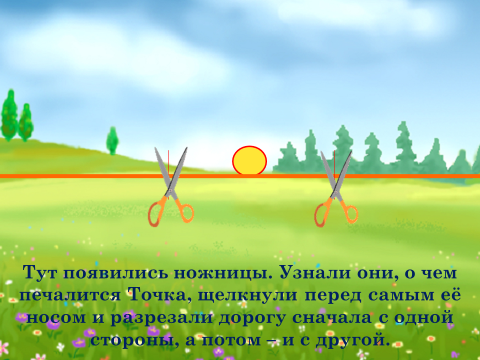 Тут появились ножницы. Узнали они, о чем
печалится Точка, щелкнули перед самым её
носом и разрезали дорогу сначала с одной
стороны, а потом – и с другой.